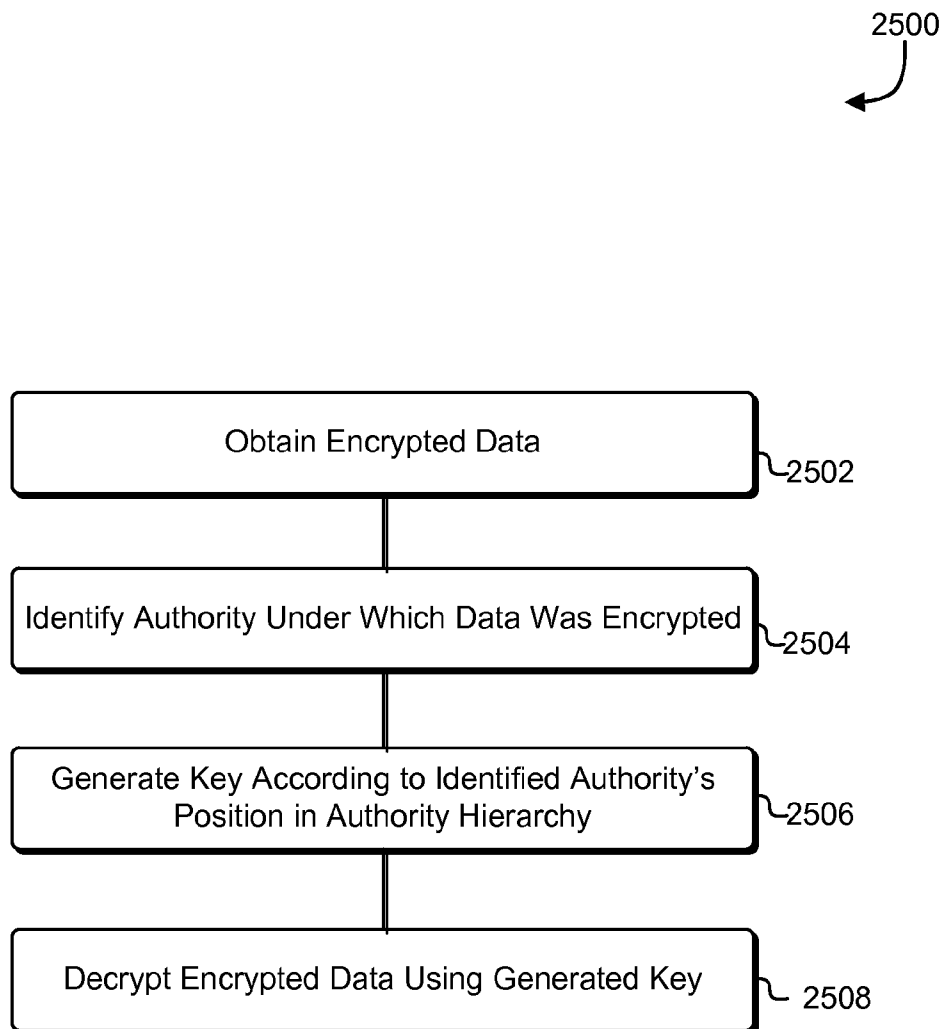 2500
Obtain Encrypted Data
2502
Identify Authority Under Which Data Was Encrypted
2504
Generate Key According to Identified Authority's
Position in Authority Hierarchy
2506
Decrypt Encrypted Data Using Generated Key
2508